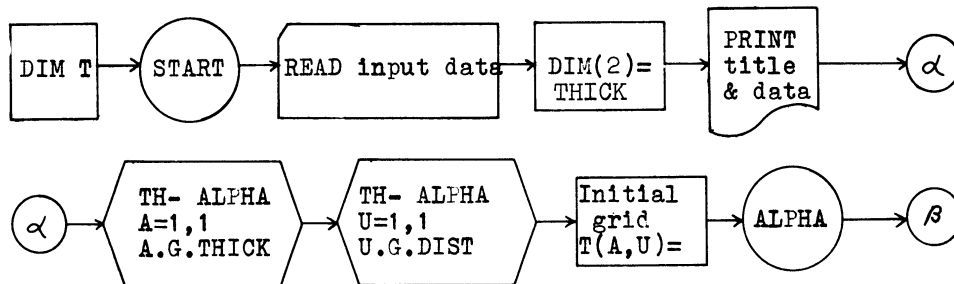 DIM T
START
READ input data
DIM(2)=
THICK
PRINT
title
& data
α
α
TH- ALPHA
A=1,1
A.G.THICK
TH- ALPHA
U=1,1
U.G.DIST
Initial
grid
T(A,U)=
ALPHA
β